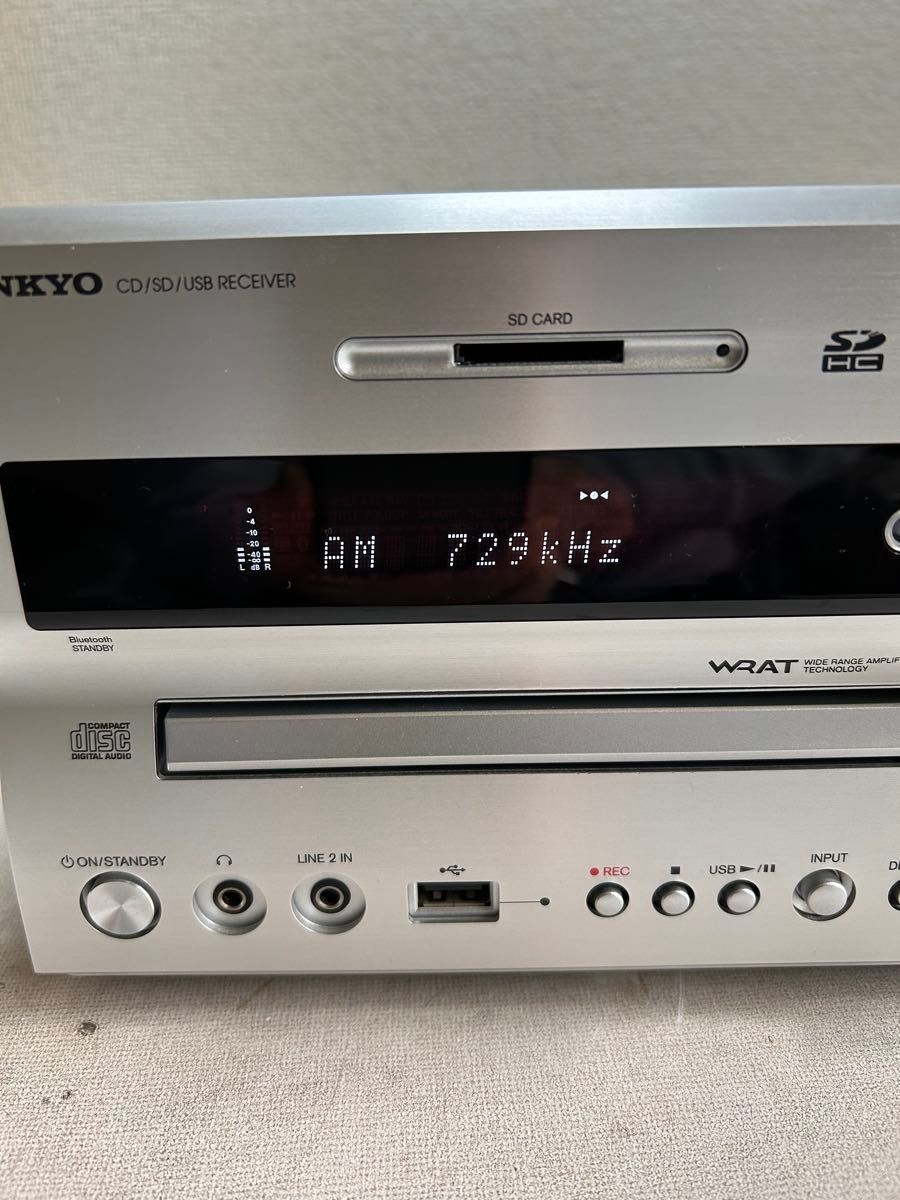 NKYO CD/SD/USB RECEIVER
SD CARD
SD
HC
0
-4
-10
-20
-40
-60
L dB R
AM 729kHz
Bluetooth
STANDBY
WRAT WIDE RANGE AMPLIF
TECHNOLOGY
COMPACT
disc
DIGITAL AUDIO
ON/STANDBY
LINE 2 IN
REC
USB
INPUT